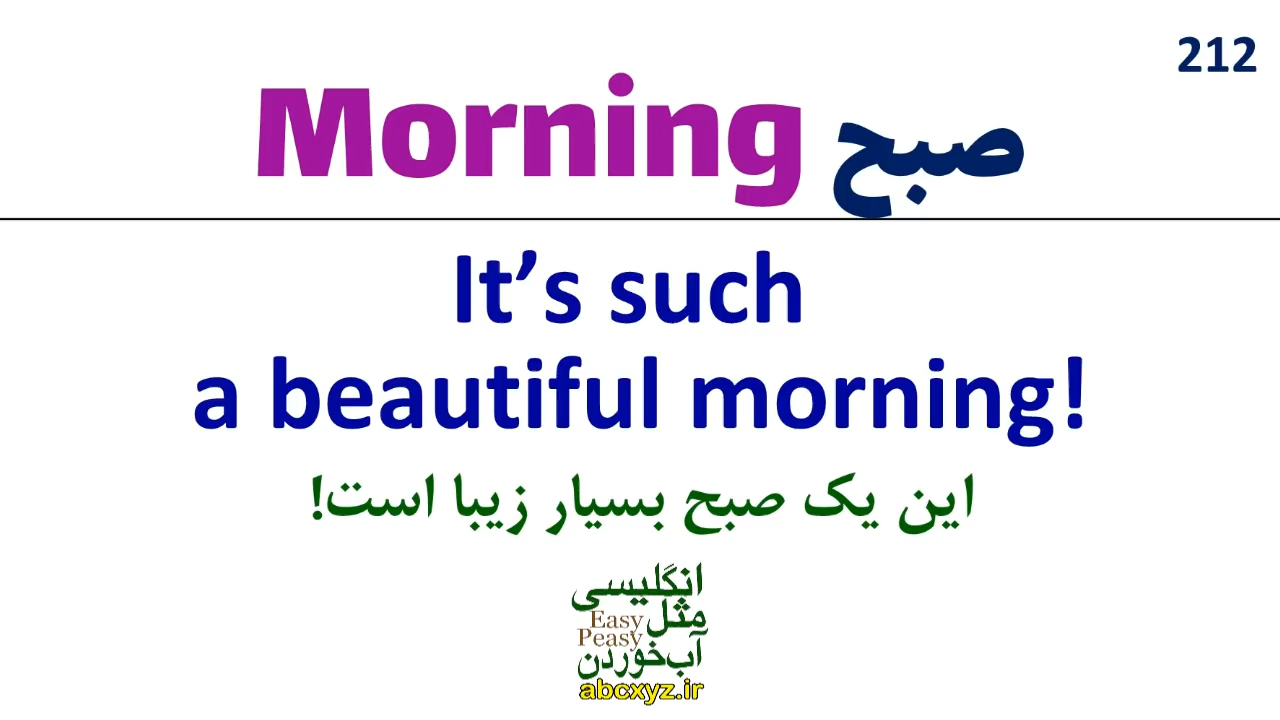 212
Morning صبح
It’s such
a beautiful morning!
این یک صبح بسیار زیبا است!
انگلیسی
مثل
Easy
Peasy
آب‌خوردن
abcxyz.ir